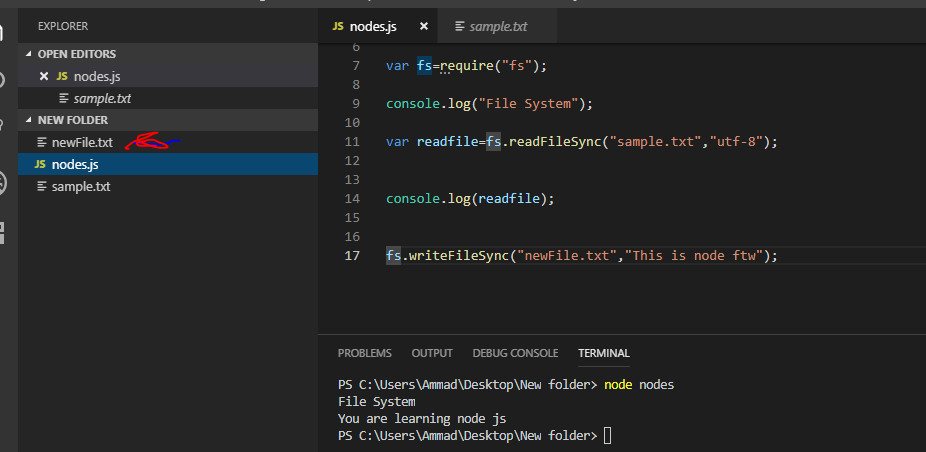 EXPLORER
OPEN EDITORS
JS nodes.js
sample.txt
NEW FOLDER
newFile.txt
JS nodes.js
sample.txt
JS nodes.js
sample.txt
6
7 var fs=require("fs");
8
9 console.log("File System");
10
11 var readfile=fs.readFileSync("sample.txt","utf-8");
12
13
14 console.log(readfile);
15
16
17 fs.writeFileSync("newFile.txt","This is node ftw");
PROBLEMS OUTPUT DEBUG CONSOLE TERMINAL
PS C:\Users\Ammad\Desktop\New folder> node nodes
File System
You are learning node js
PS C:\Users\Ammad\Desktop\New folder>